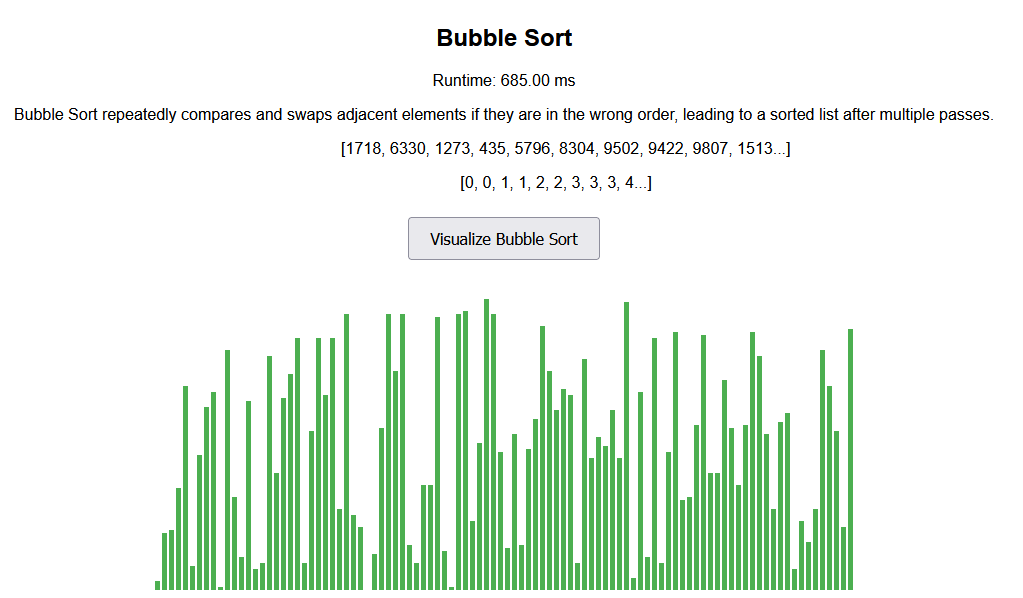 Bubble Sort
Runtime: 685.00 ms
Bubble Sort repeatedly compares and swaps adjacent elements if they are in the wrong order, leading to a sorted list after multiple passes.
[1718, 6330, 1273, 435, 5796, 8304, 9502, 9422, 9807, 1513...]
[0, 0, 1, 1, 2, 2, 3, 3, 3, 4...]
Visualize Bubble Sort